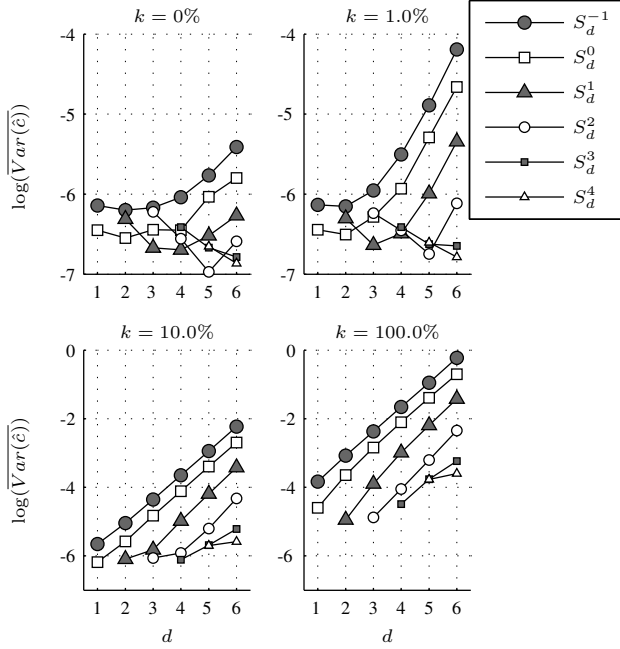 k = 0%
k = 1.0%
-4
-5
-6
-7
log(\overline{Var(ĉ)})
1 2 3 4 5 6
-4
-5
-6
-7
1 2 3 4 5 6
S_d^{-1}
S_d^0
S_d^1
S_d^2
S_d^3
S_d^4
k = 10.0%
k = 100.0%
0
-2
-4
-6
log(\overline{Var(ĉ)})
1 2 3 4 5 6
d
0
-2
-4
-6
1 2 3 4 5 6
d